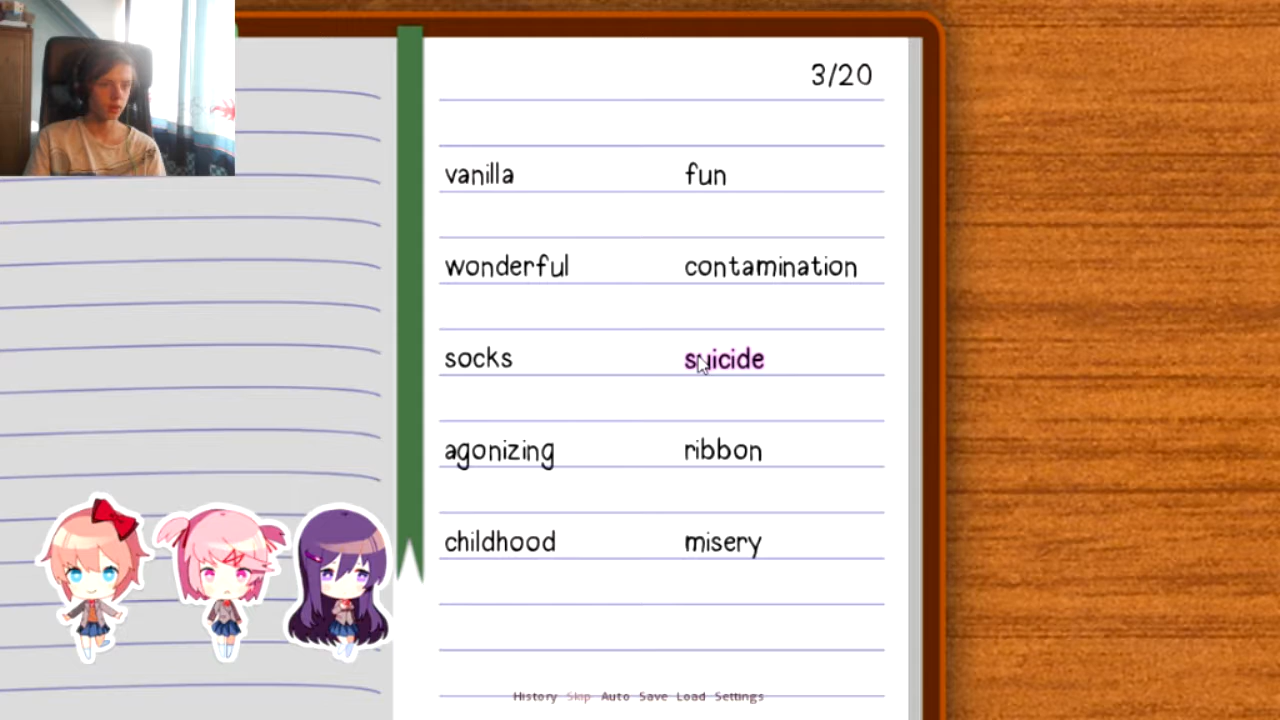 3/20
vanilla fun
wonderful contamination
socks suicide
agonizing ribbon
childhood misery
History Skip Auto Save Load Settings